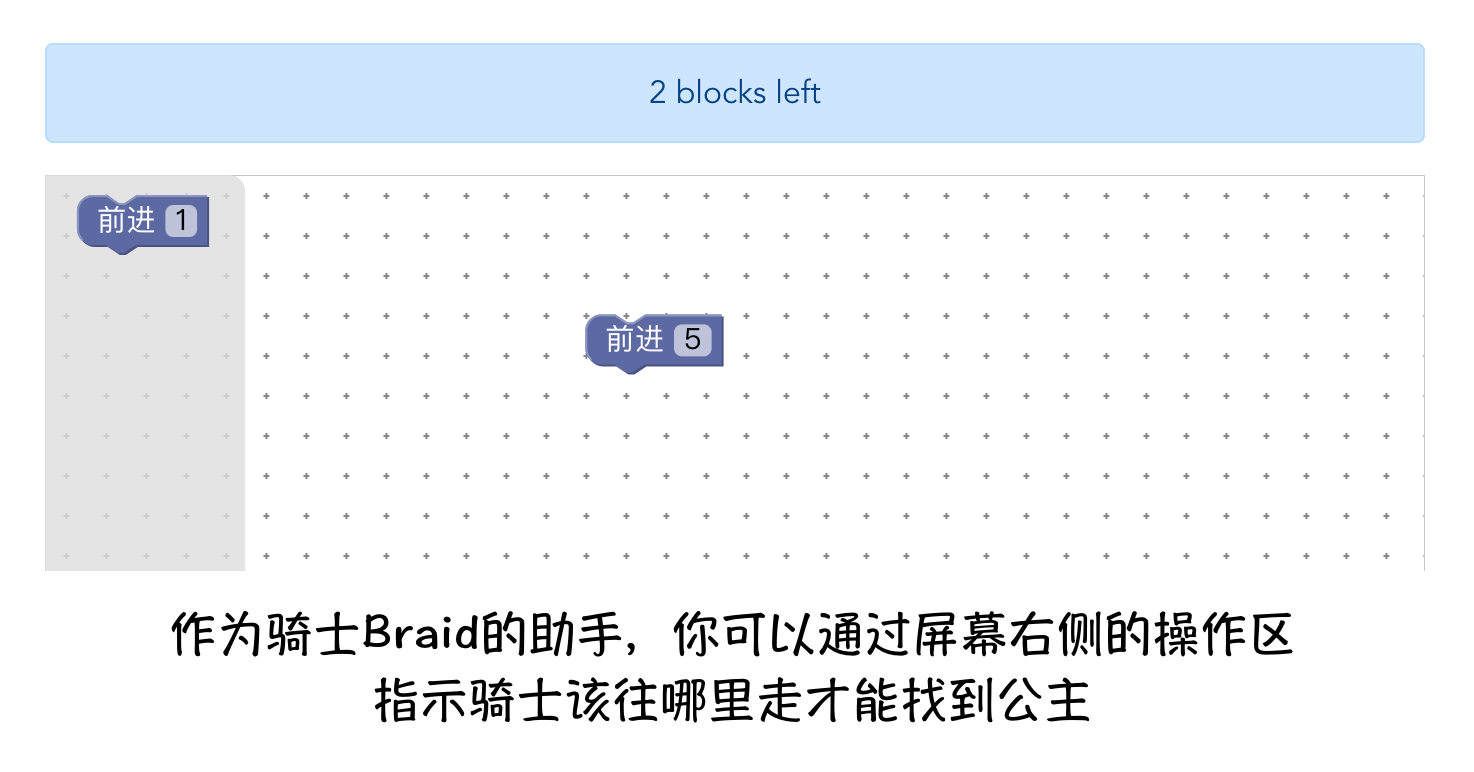 2 blocks left
前进 1
前进 5
作为骑士Braid的助手，你可以通过屏幕右侧的操作区
指示骑士该往哪里走才能找到公主